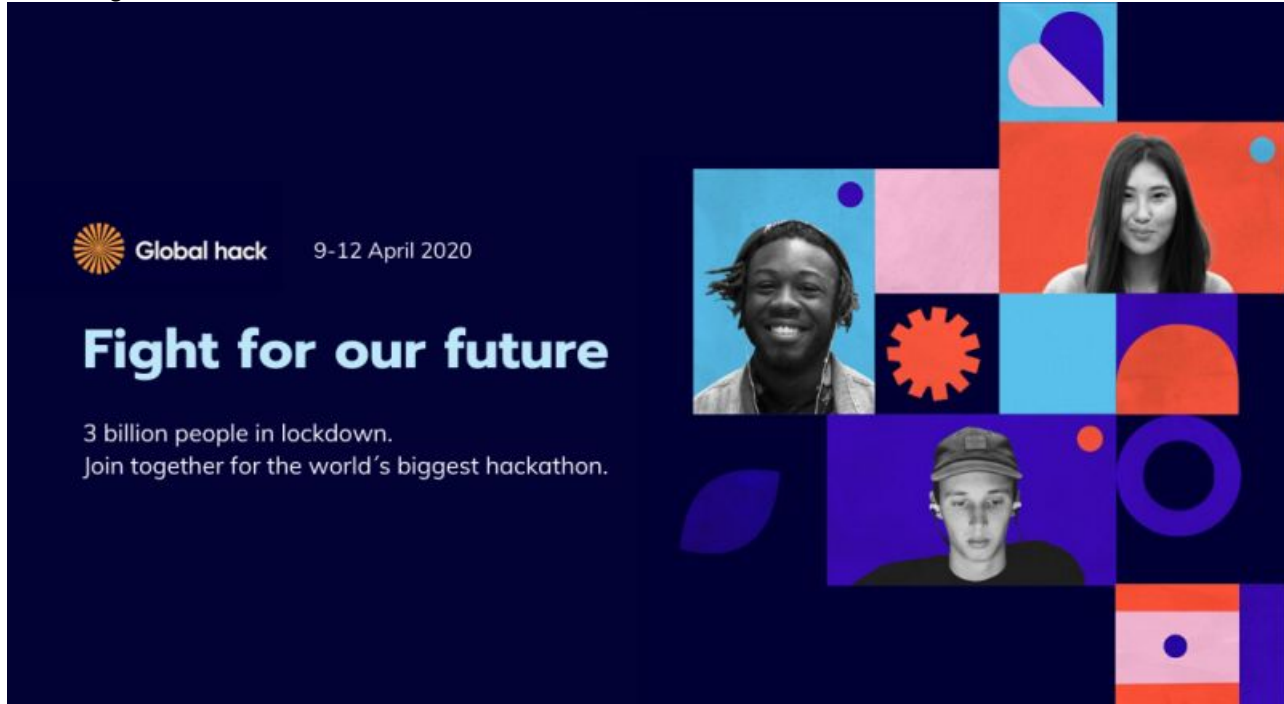 Global hack
9-12 April 2020
Fight for our future
3 billion people in lockdown.
Join together for the world´s biggest hackathon.